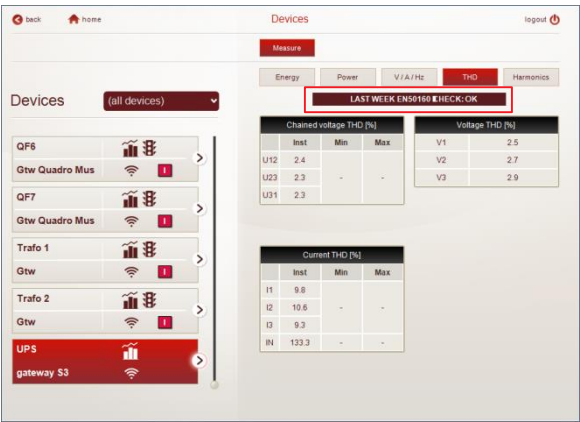 back home Devices logout
Measure
Energy Power V/A/Hz THD Harmonics
LAST WEEK EN50160 CHECK: OK
Devices (all devices)
QF6
Gtw Quadro Mus I
QF7
Gtw Quadro Mus I
Trafo 1
Gtw I
Trafo 2
Gtw I
UPS
gateway S3
Chained voltage THD [%]
Inst Min Max
U12 2.4
U23 2.3 - -
U31 2.3
Voltage THD [%]
V1 2.5
V2 2.7
V3 2.9
Current THD [%]
Inst Min Max
I1 9.8
I2 10.6 - -
I3 9.3
IN 133.3 - -